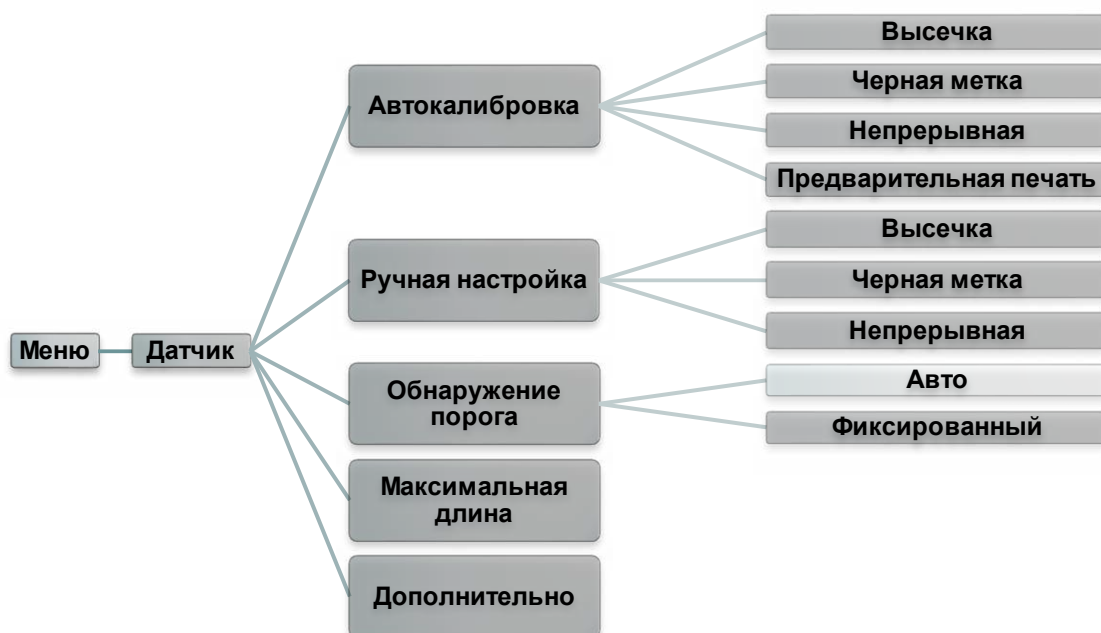 Меню
Датчик
Автокалибровка
Высечка
Черная метка
Непрерывная
Предварительная печать
Ручная настройка
Высечка
Черная метка
Непрерывная
Обнаружение
порога
Авто
Фиксированный
Максимальная
длина
Дополнительно